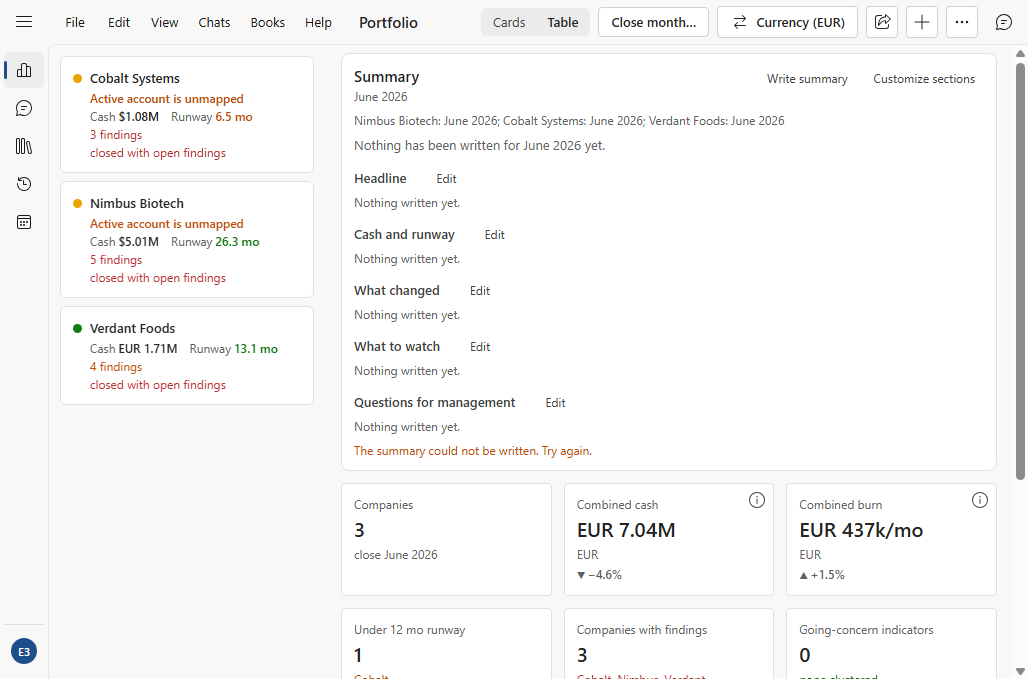 File Edit View Chats Books Help Portfolio Cards Table Close month... Currency (EUR)
Cobalt Systems
Active account is unmapped
Cash $1.08M Runway 6.5 mo
3 findings
closed with open findings
Nimbus Biotech
Active account is unmapped
Cash $5.01M Runway 26.3 mo
5 findings
closed with open findings
Verdant Foods
Cash EUR 1.71M Runway 13.1 mo
4 findings
closed with open findings
E3
Summary Write summary Customize sections
June 2026
Nimbus Biotech: June 2026; Cobalt Systems: June 2026; Verdant Foods: June 2026
Nothing has been written for June 2026 yet.
Headline Edit
Nothing written yet.
Cash and runway Edit
Nothing written yet.
What changed Edit
Nothing written yet.
What to watch Edit
Nothing written yet.
Questions for management Edit
Nothing written yet.
The summary could not be written. Try again.
Companies
3
close June 2026
Combined cash
EUR 7.04M
EUR
▼ −4.6%
Combined burn
EUR 437k/mo
EUR
▲ +1.5%
Under 12 mo runway
1
Cobalt
Companies with findings
3
Cobalt, Nimbus, Verdant
Going-concern indicators
0
none clustered